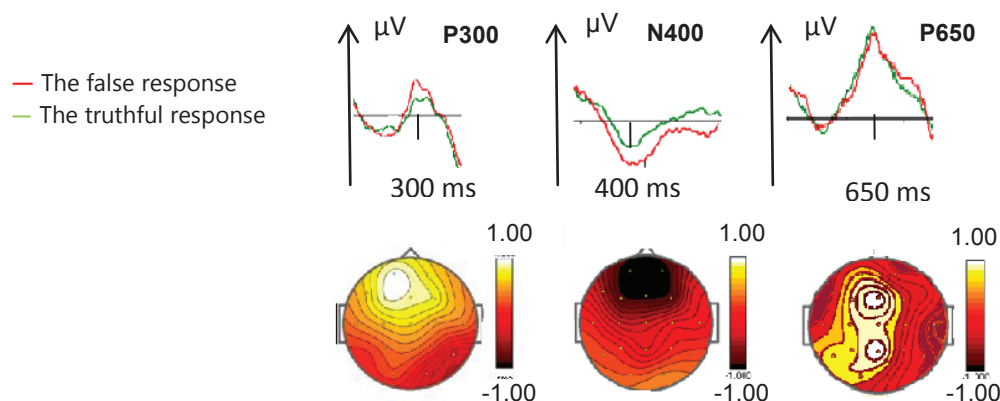 µV P300
µV N400
µV P650
The false response
The truthful response
300 ms
400 ms
650 ms
1.00
1.00
1.00
-1.00
-1.00
-1.00